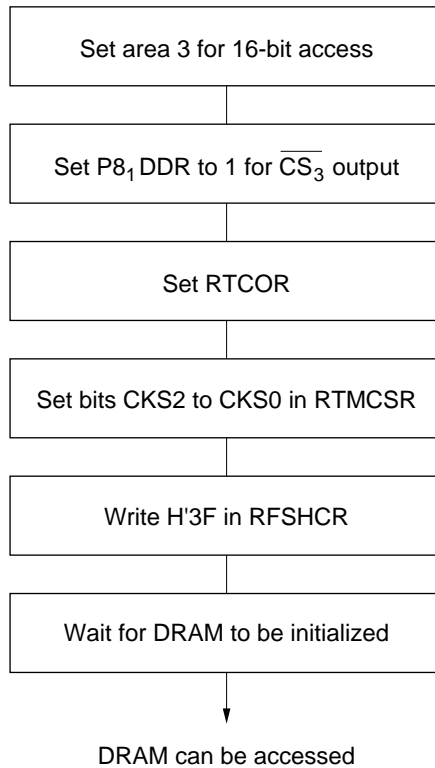 Set area 3 for 16-bit access
Set P8₁ DDR to 1 for C̅S̅₃ output
Set RTCOR
Set bits CKS2 to CKS0 in RTMCSR
Write H'3F in RFSHCR
Wait for DRAM to be initialized
DRAM can be accessed